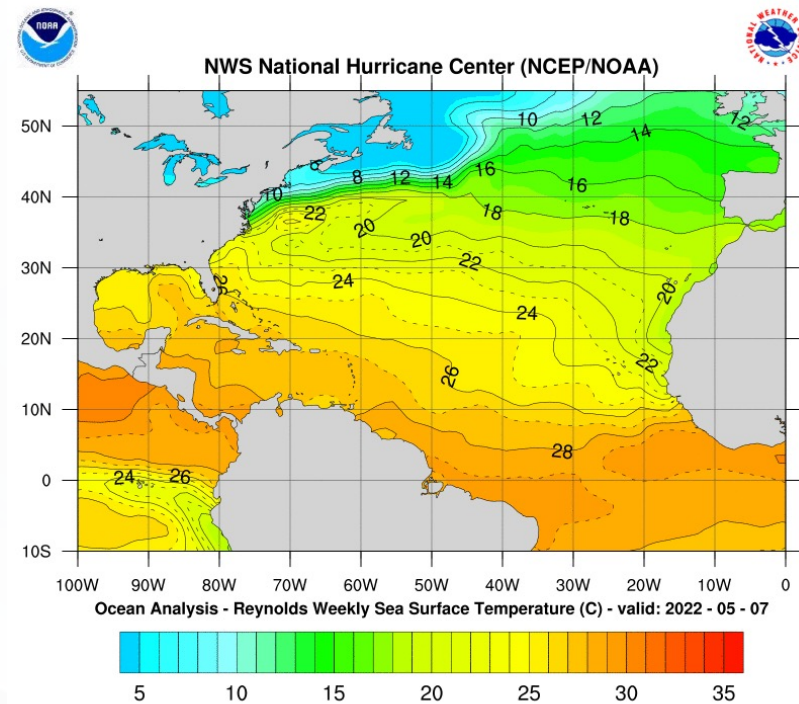 NOAA
NWS National Hurricane Center (NCEP/NOAA)
50N
40N
30N
20N
10N
0
10S
10 12 12
14
6 8 12 14 16 16
10
22 20 20 18 18
22
26 24 24 20
22
26
28
24 26
100W 90W 80W 70W 60W 50W 40W 30W 20W 10W 0
Ocean Analysis - Reynolds Weekly Sea Surface Temperature (C) - valid: 2022 - 05 - 07
5 10 15 20 25 30 35